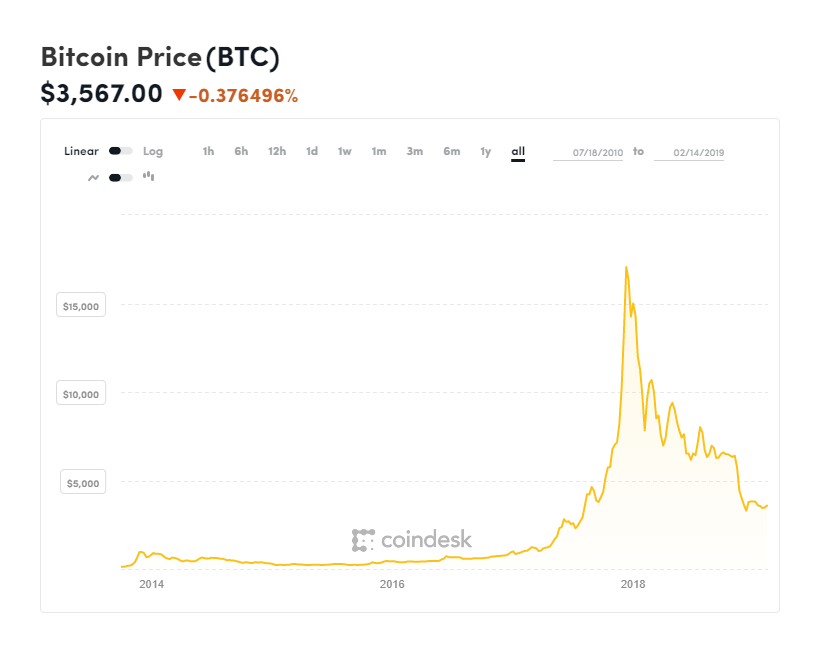 Bitcoin Price (BTC)
$3,567.00 ▼-0.376496%
Linear Log 1h 6h 12h 1d 1w 1m 3m 6m 1y all 07/18/2010 to 02/14/2019
$15,000
$10,000
$5,000
coindesk
2014 2016 2018